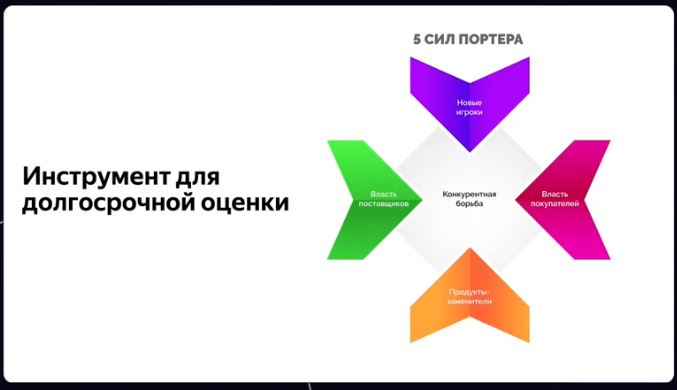 5 СИЛ ПОРТЕРА
Новые
игроки
Инструмент для
долгосрочной оценки
Власть
поставщиков
Конкурентная
борьба
Власть
покупателей
Продукты-
заменители